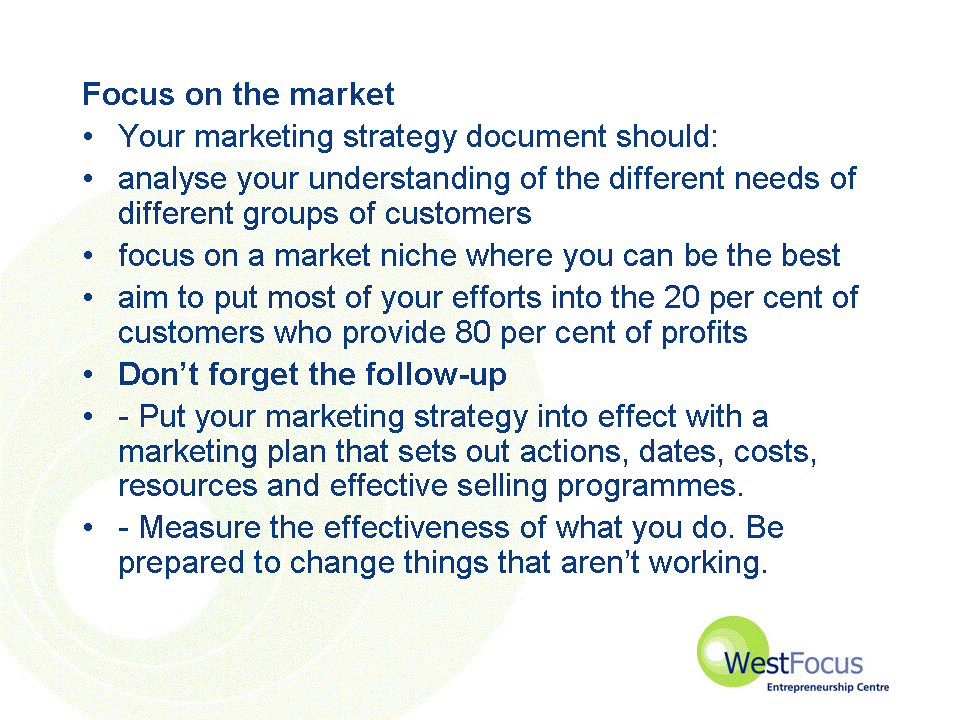 Focus on the market
• Your marketing strategy document should:
• analyse your understanding of the different needs of
different groups of customers
• focus on a market niche where you can be the best
• aim to put most of your efforts into the 20 per cent of
customers who provide 80 per cent of profits
• Don’t forget the follow-up
• - Put your marketing strategy into effect with a
marketing plan that sets out actions, dates, costs,
resources and effective selling programmes.
• - Measure the effectiveness of what you do. Be
prepared to change things that aren’t working.
WestFocus
Entrepreneurship Centre